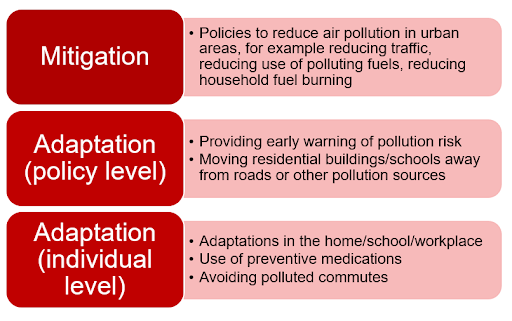 Mitigation
• Policies to reduce air pollution in urban
areas, for example reducing traffic,
reducing use of polluting fuels, reducing
household fuel burning
Adaptation
(policy level)
• Providing early warning of pollution risk
• Moving residential buildings/schools away
from roads or other pollution sources
Adaptation
(individual
level)
• Adaptations in the home/school/workplace
• Use of preventive medications
• Avoiding polluted commutes